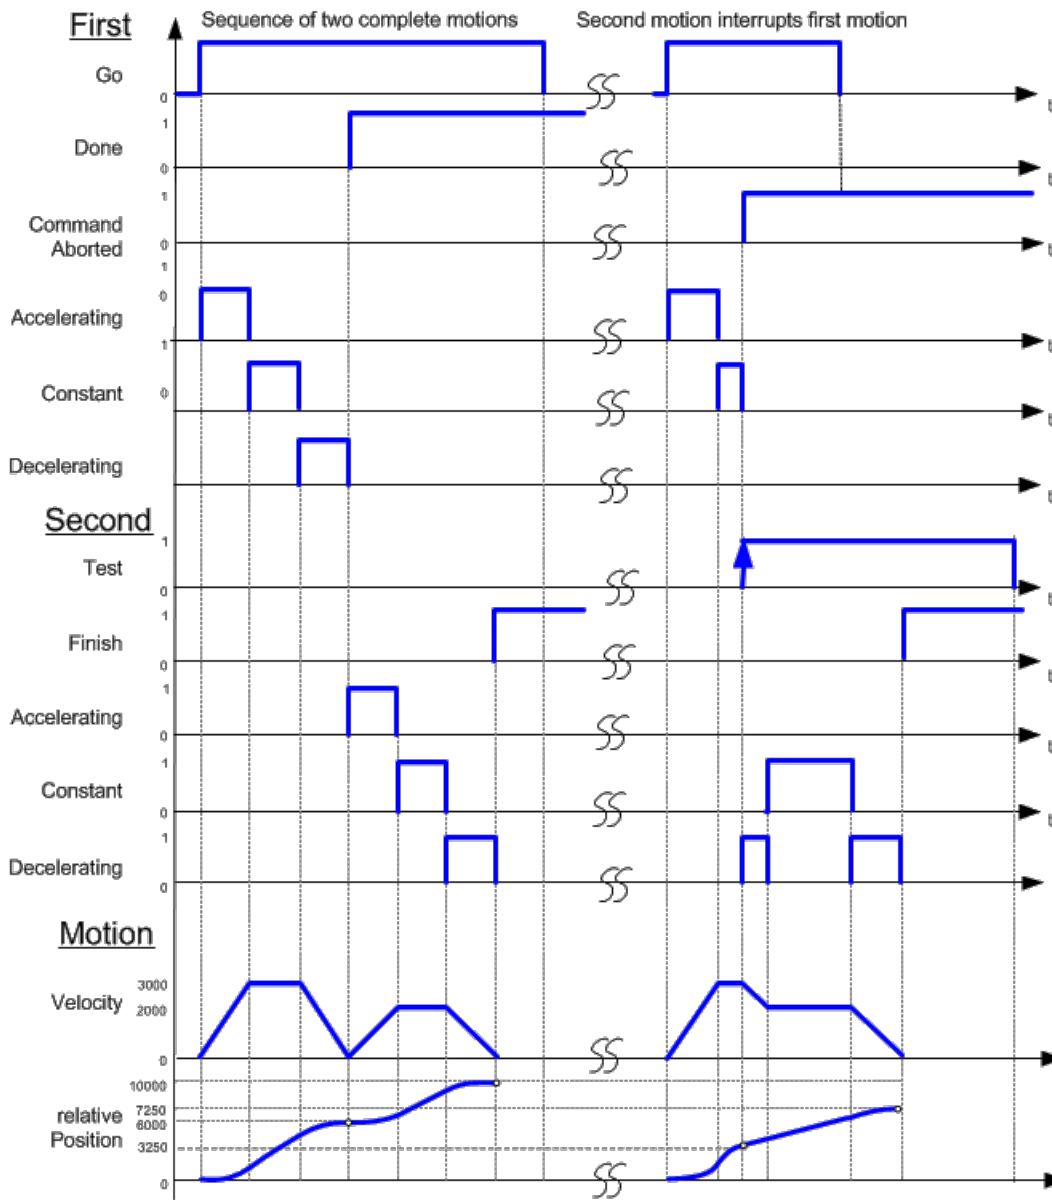 First
Sequence of two complete motions
Second motion interrupts first motion
Go
0
t
1
Done
0
t
1
Command
Aborted
0
t
1
0
Accelerating
1
t
Constant
0
t
Decelerating
t
Second
1
Test
0
t
1
Finish
0
t
1
Accelerating
0
t
1
Constant
0
t
1
Decelerating
0
Motion
3000
Velocity
2000
0
10000
relative
Position
7250
6000
3250
0